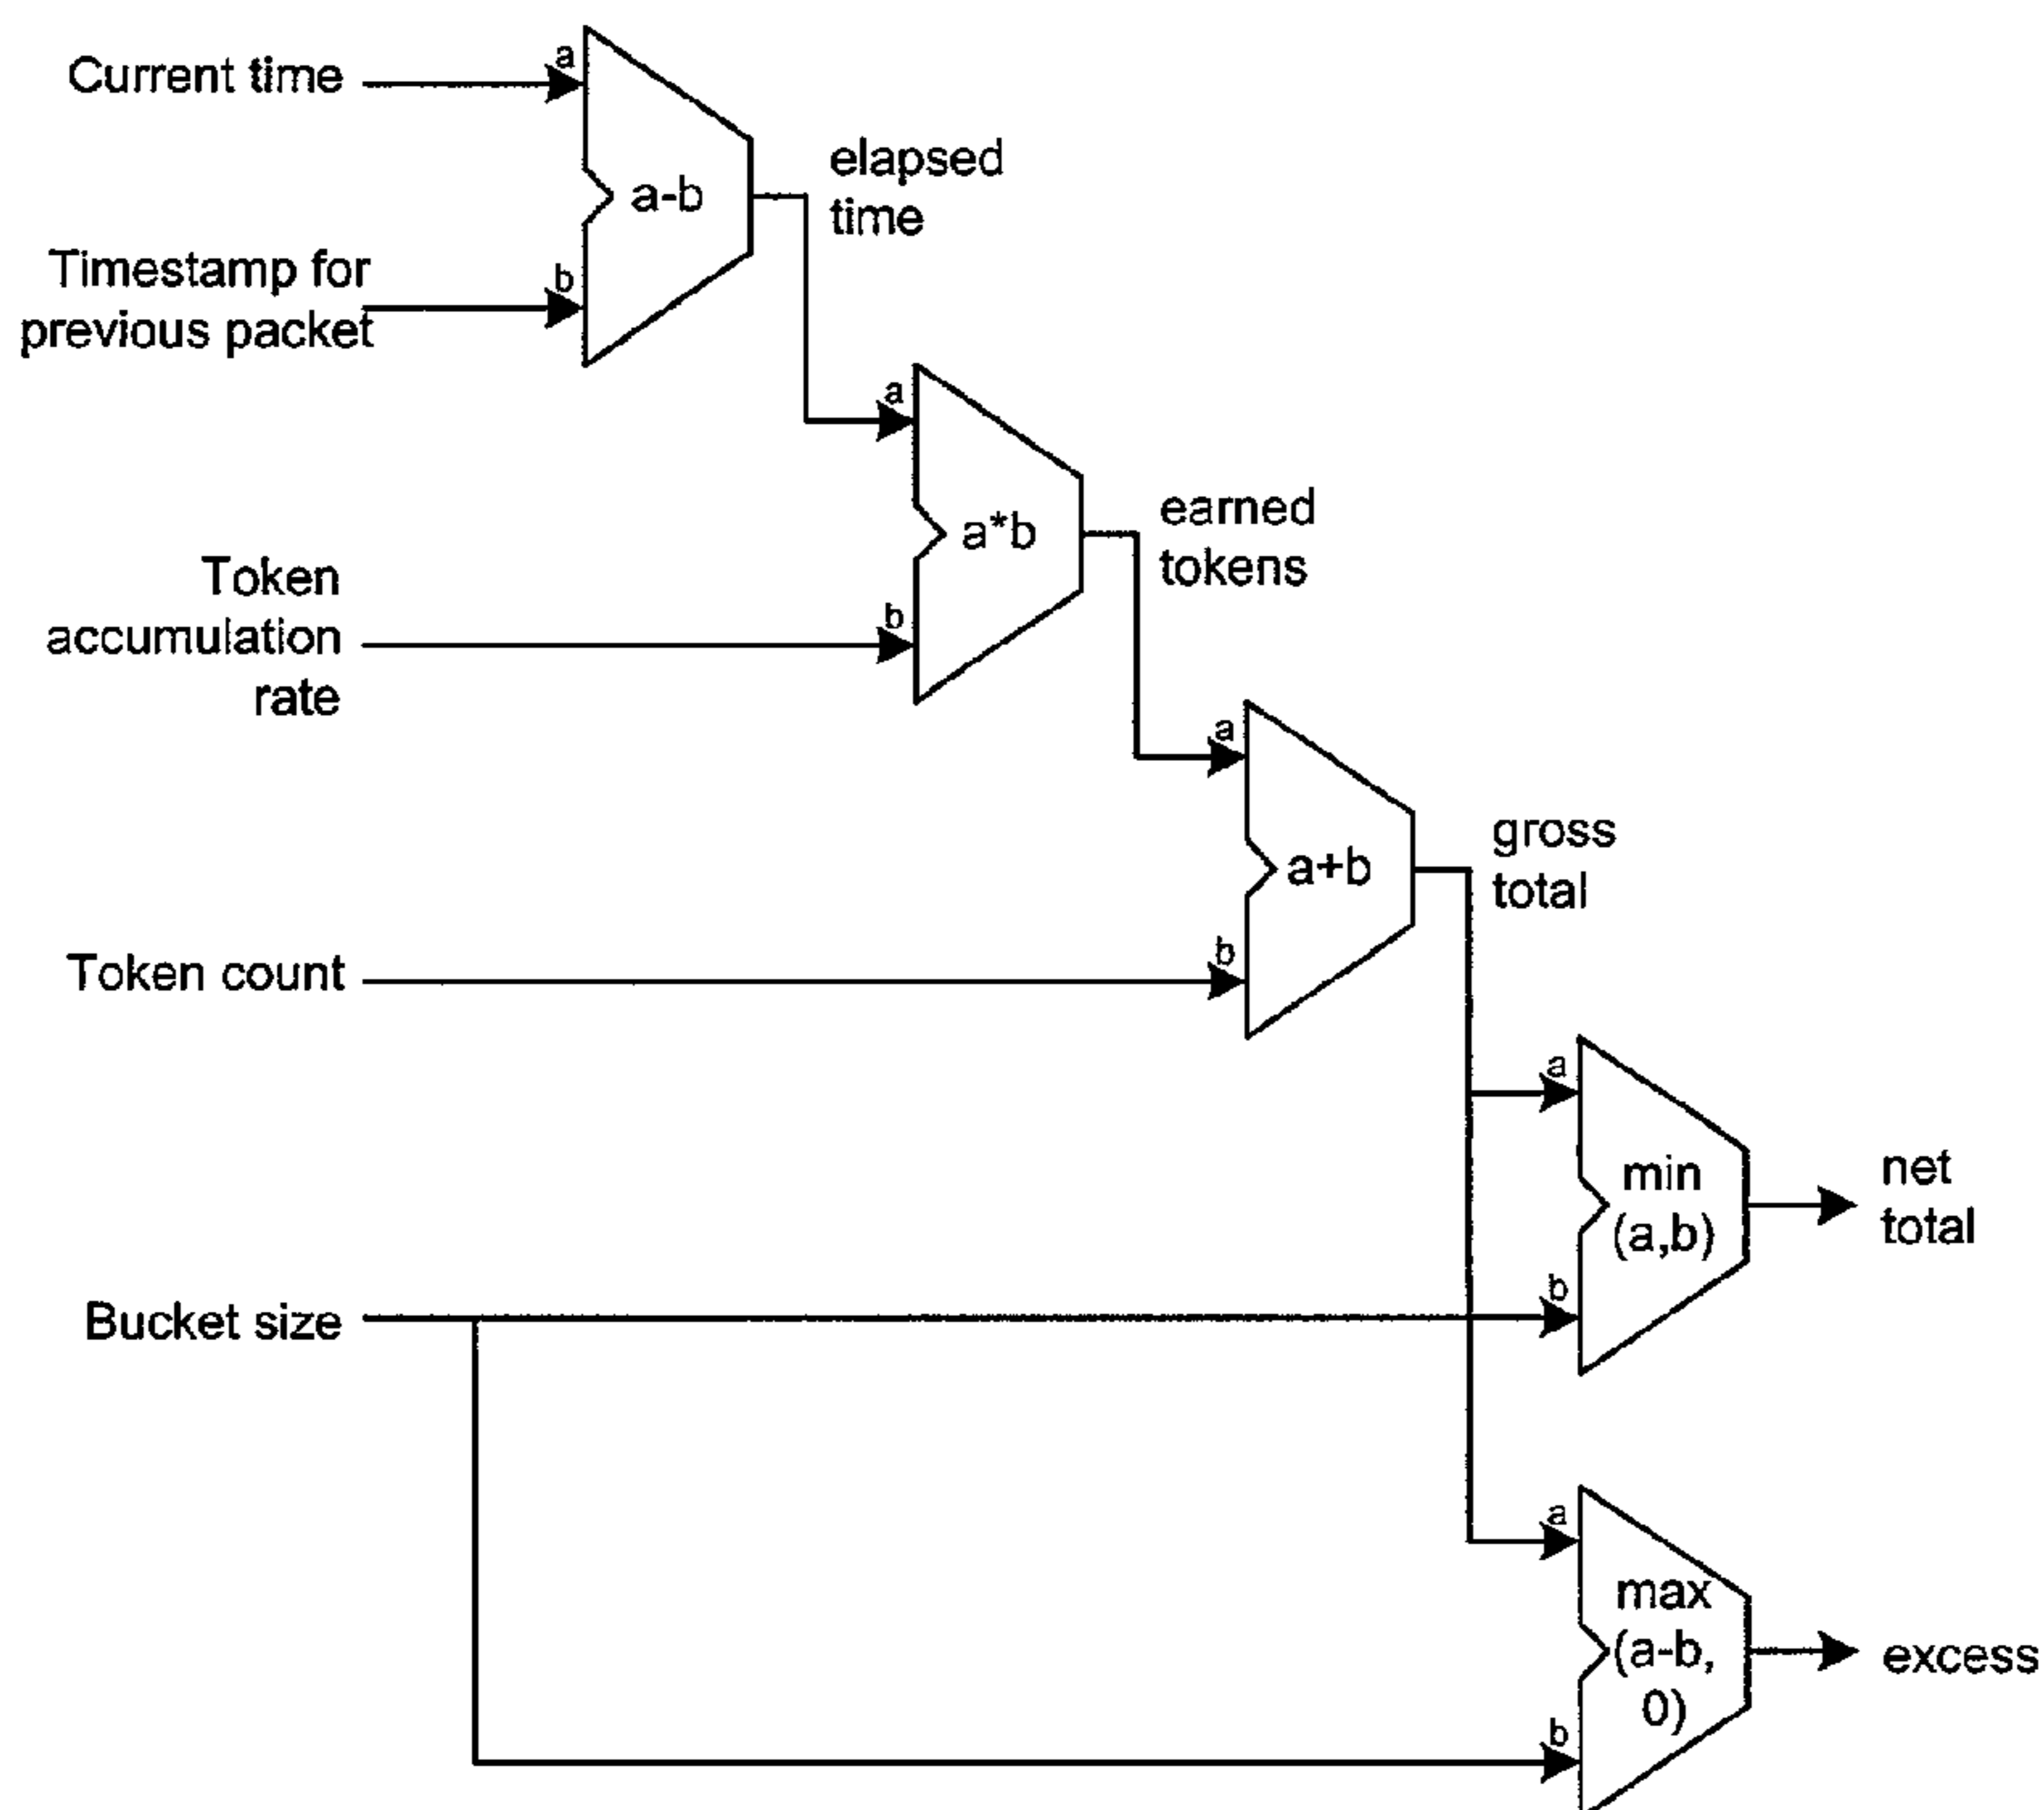 Current time
a
a-b
elapsed
time
Timestamp for
previous packet
b
a
a*b
earned
tokens
Token
accumulation
rate
b
a
a+b
gross
total
Token count
b
a
min
(a,b)
net
total
Bucket size
b
a
max
(a-b,
0)
excess
b